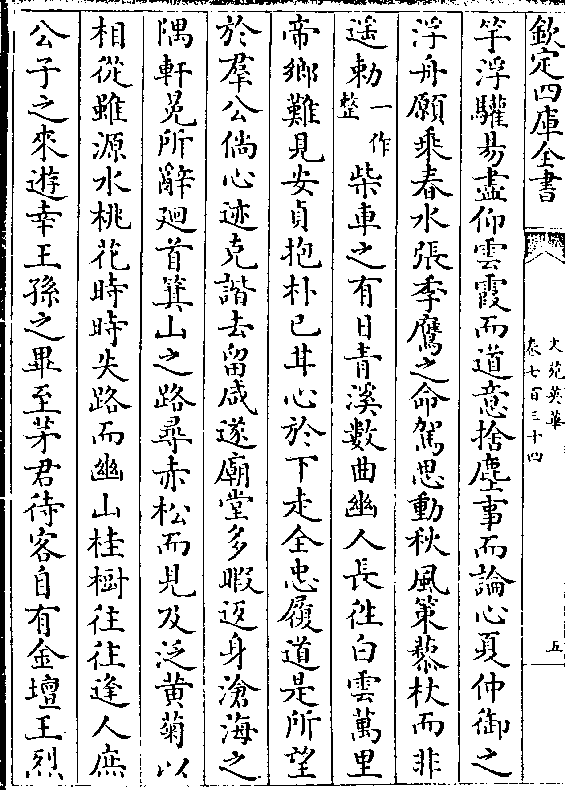 欽定四庫全書
文苑英華
卷七百三十四
五
竿浮驩易盡仰雲霞而道意捨塵事而論心夏仲御之
浮舟願乘春水張季鷹之命駕思動秋風策藜杖而非
遥勅一作整柴車之有日青溪數曲幽人長徃白雲萬里
帝鄉難見安貞抱朴已甘心於下走全忠履道是所望
於羣公倘心迹克諧去留咸遂廟堂多暇返身滄海之
隅軒冕所辭廻首箕山之路尋赤松而見及泛黄菊以
相從雖源水桃花時時失路而幽山桂樹往往逢人庶
公子之來遊幸王孫之畢至茅君待客自有金壇王烈